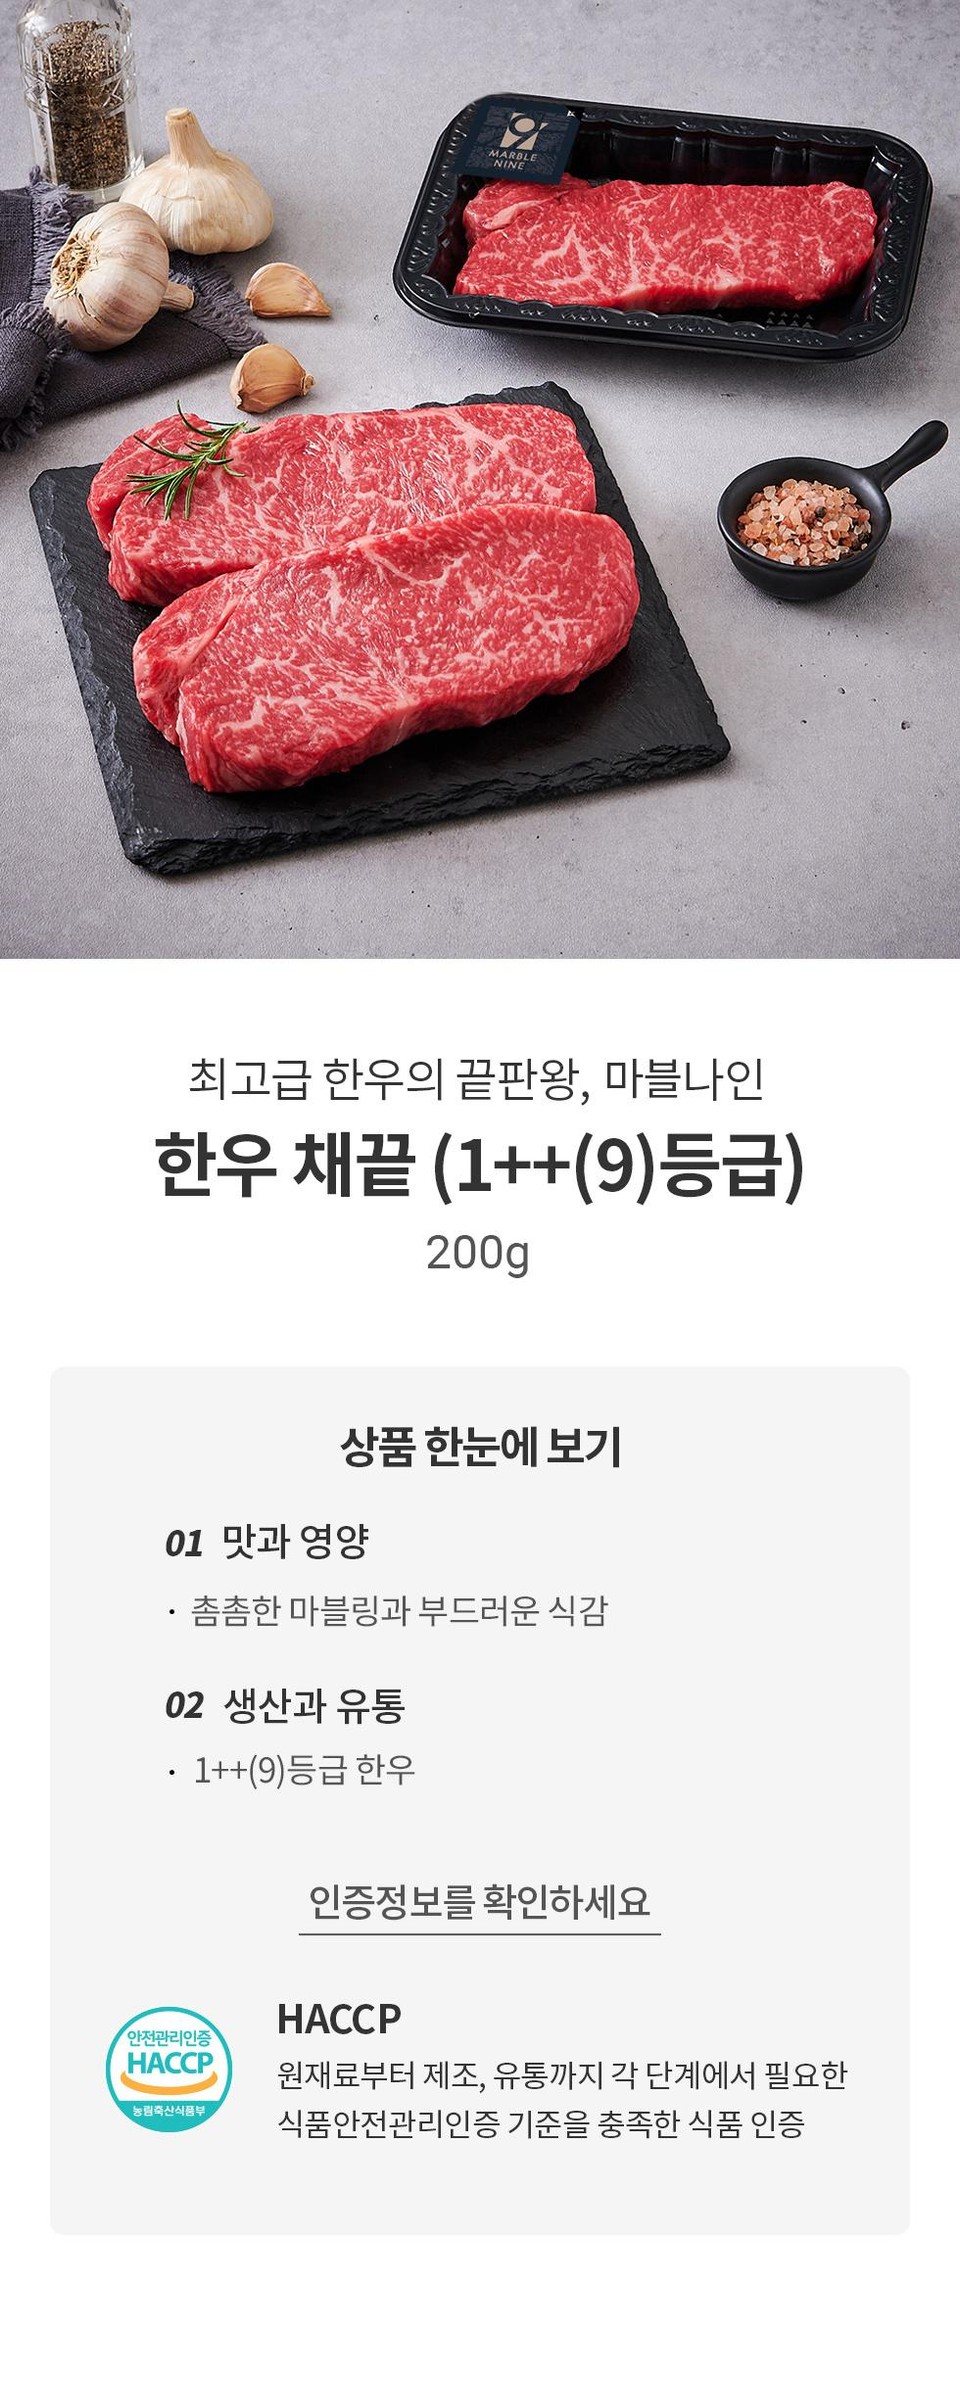 MARBLE
NINE
최고급 한우의 끝판왕, 마블나인
한우 채끝 (1++(9)등급)
200g
상품 한눈에 보기
01 맛과 영양
· 촘촘한 마블링과 부드러운 식감
02 생산과 유통
· 1++(9)등급 한우
인증정보를 확인하세요
안전관리인증
HACCP
농림축산식품부
HACCP
원재료부터 제조, 유통까지 각 단계에서 필요한
식품안전관리인증 기준을 충족한 식품 인증